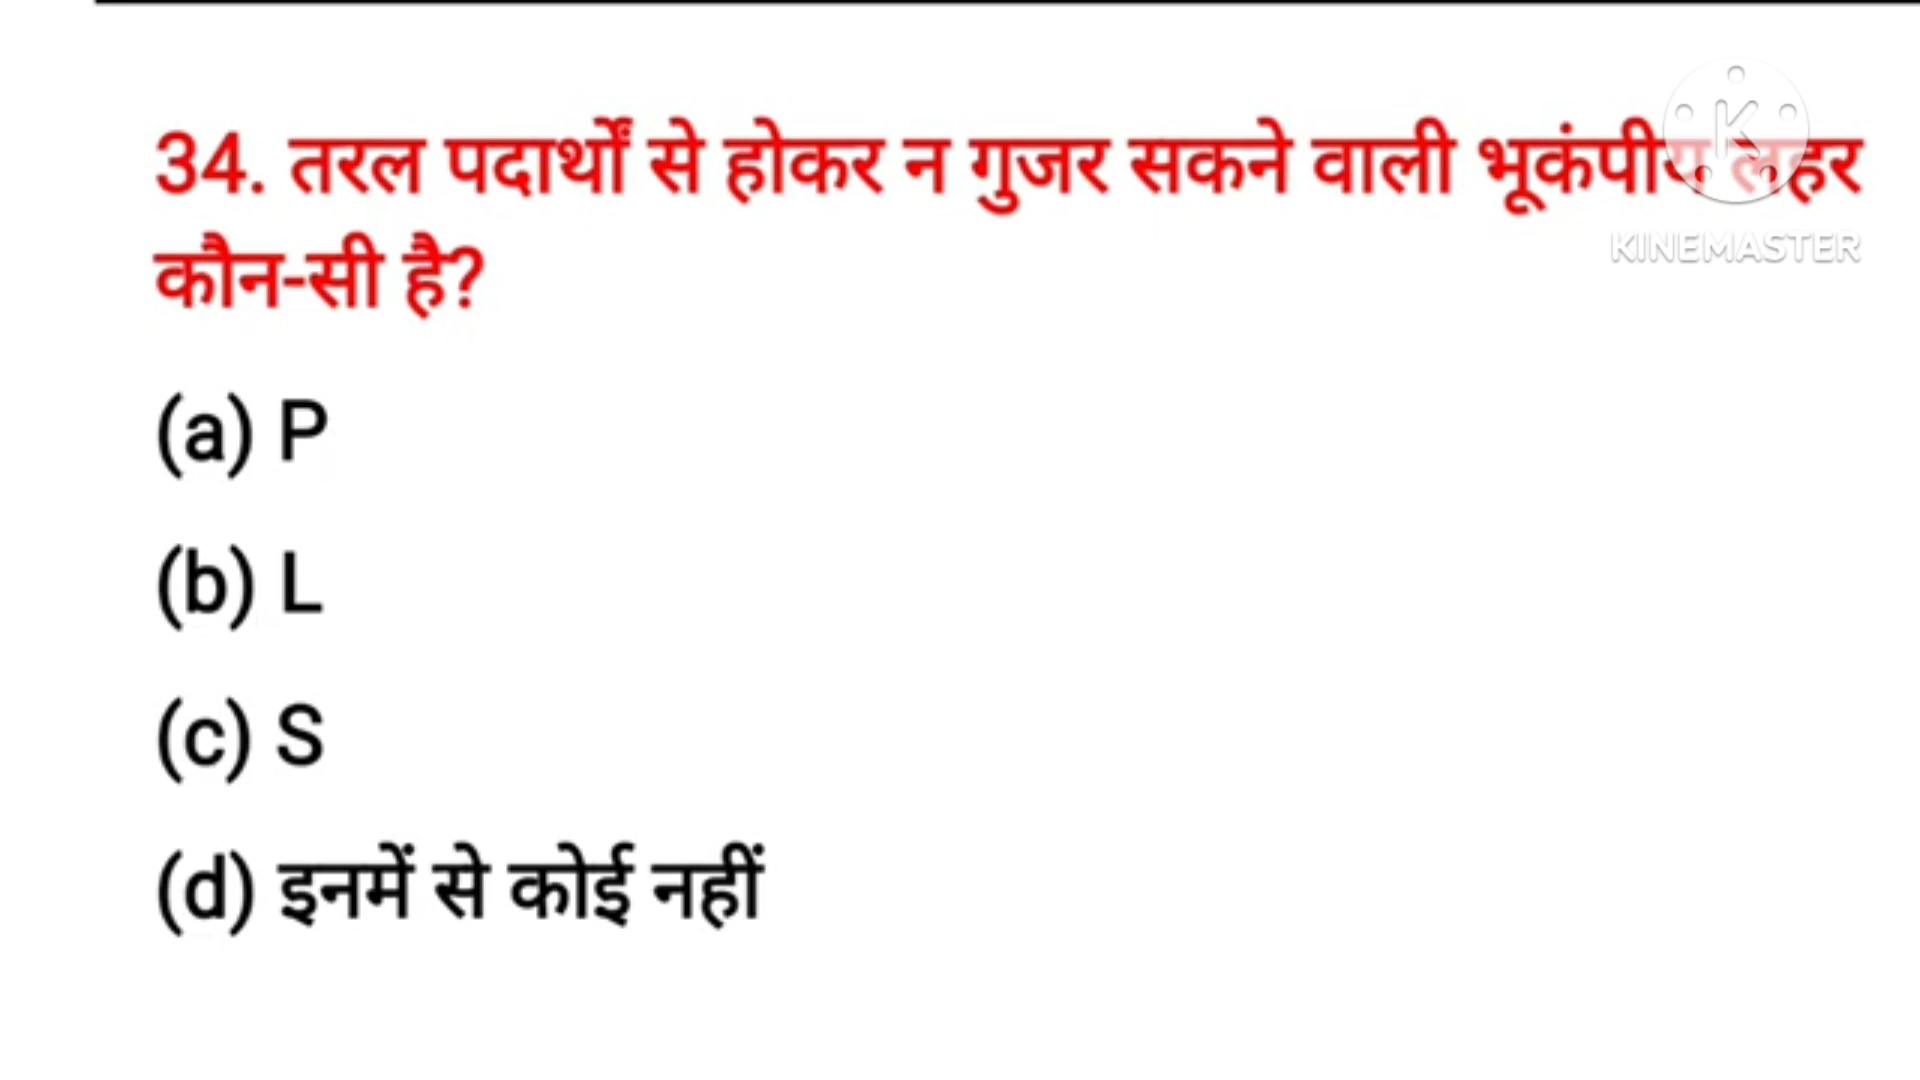 34. तरल पदार्थों से होकर न गुजर सकने वाली भूकंपीय लहर
कौन-सी है?
(a) P
(b) L
(c) S
(d) इनमें से कोई नहीं
K
KINEMASTER